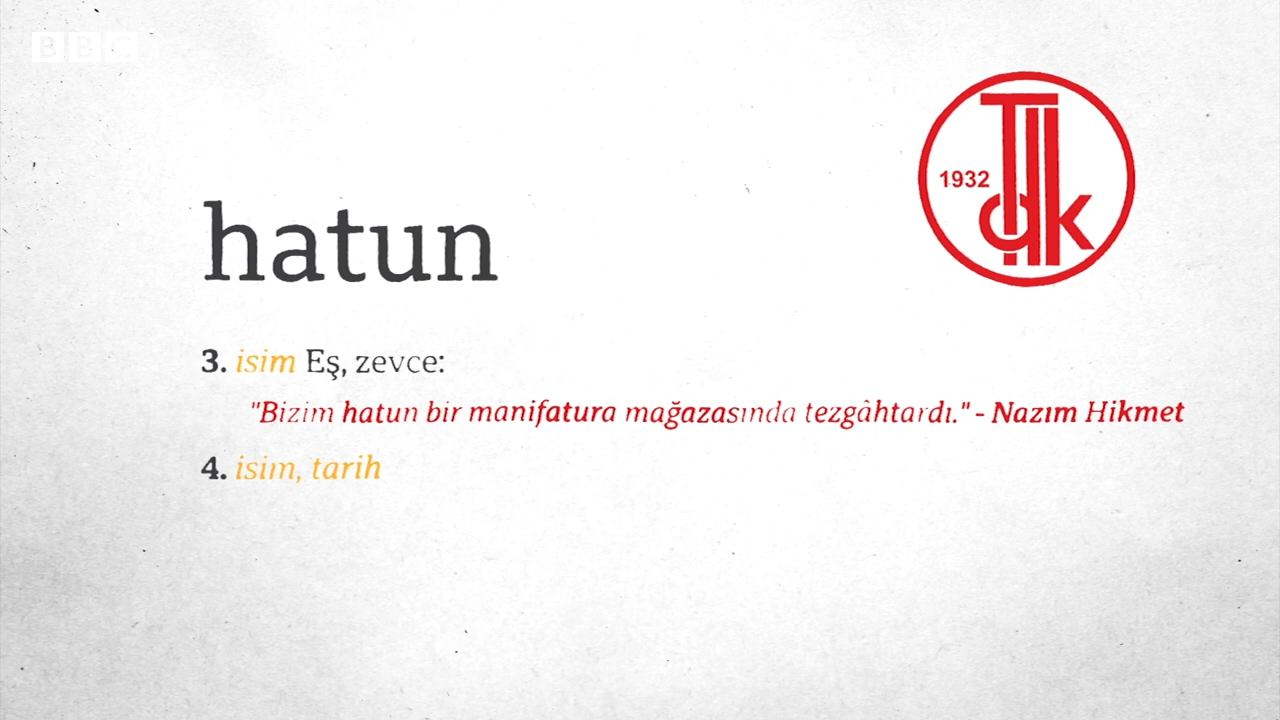 BBC
1932
Tdk
hatun
3. isim Eş, zevce:
"Bizim hatun bir manifatura mağazasında tezgâhtardı." - Nazım Hikmet
4. isim, tarih